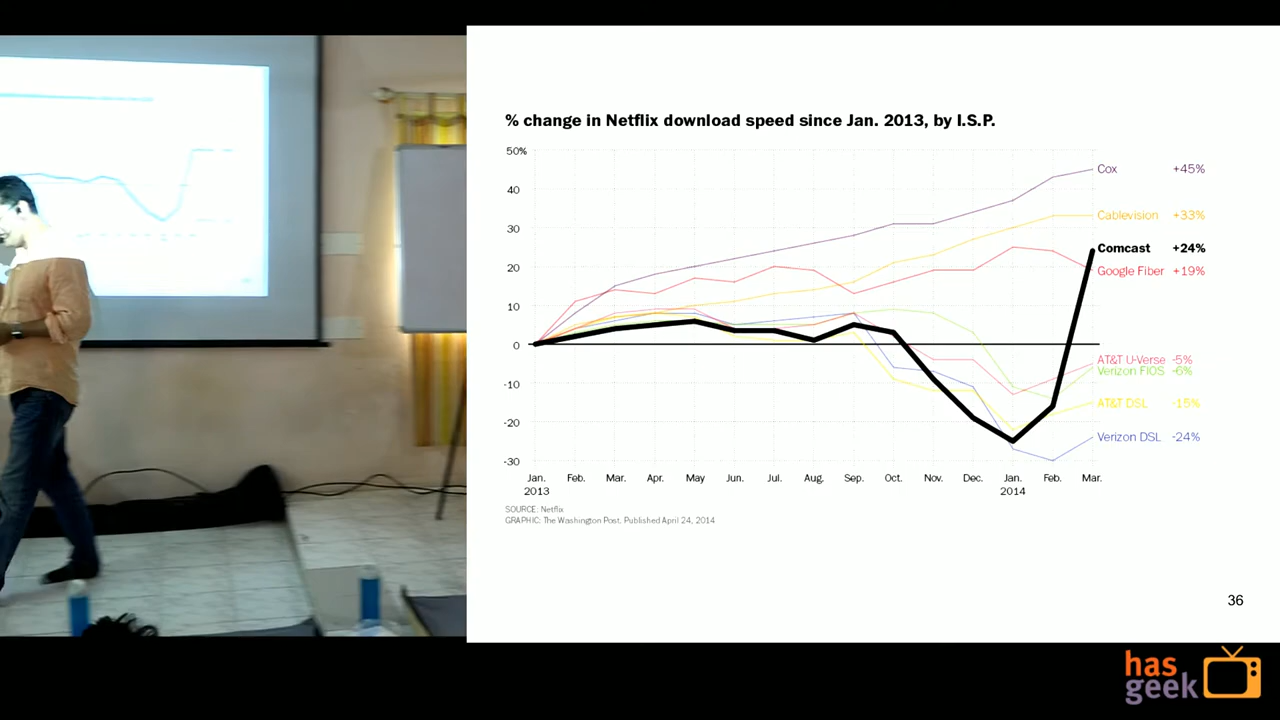 % change in Netflix download speed since Jan. 2013, by I.S.P.
50%
40
30
20
10
0
-10
-20
-30
Cox +45%
Cablevision +33%
Comcast +24%
Google Fiber +19%
AT&T U-Verse -5%
Verizon FIOS -6%
AT&T DSL -15%
Verizon DSL -24%
Jan. Feb. Mar. Apr. May Jun. Jul. Aug. Sep. Oct. Nov. Dec. Jan. Feb. Mar.
2013 2014
SOURCE: Netflix
GRAPHIC: The Washington Post. Published April 24, 2014
36
has
geek